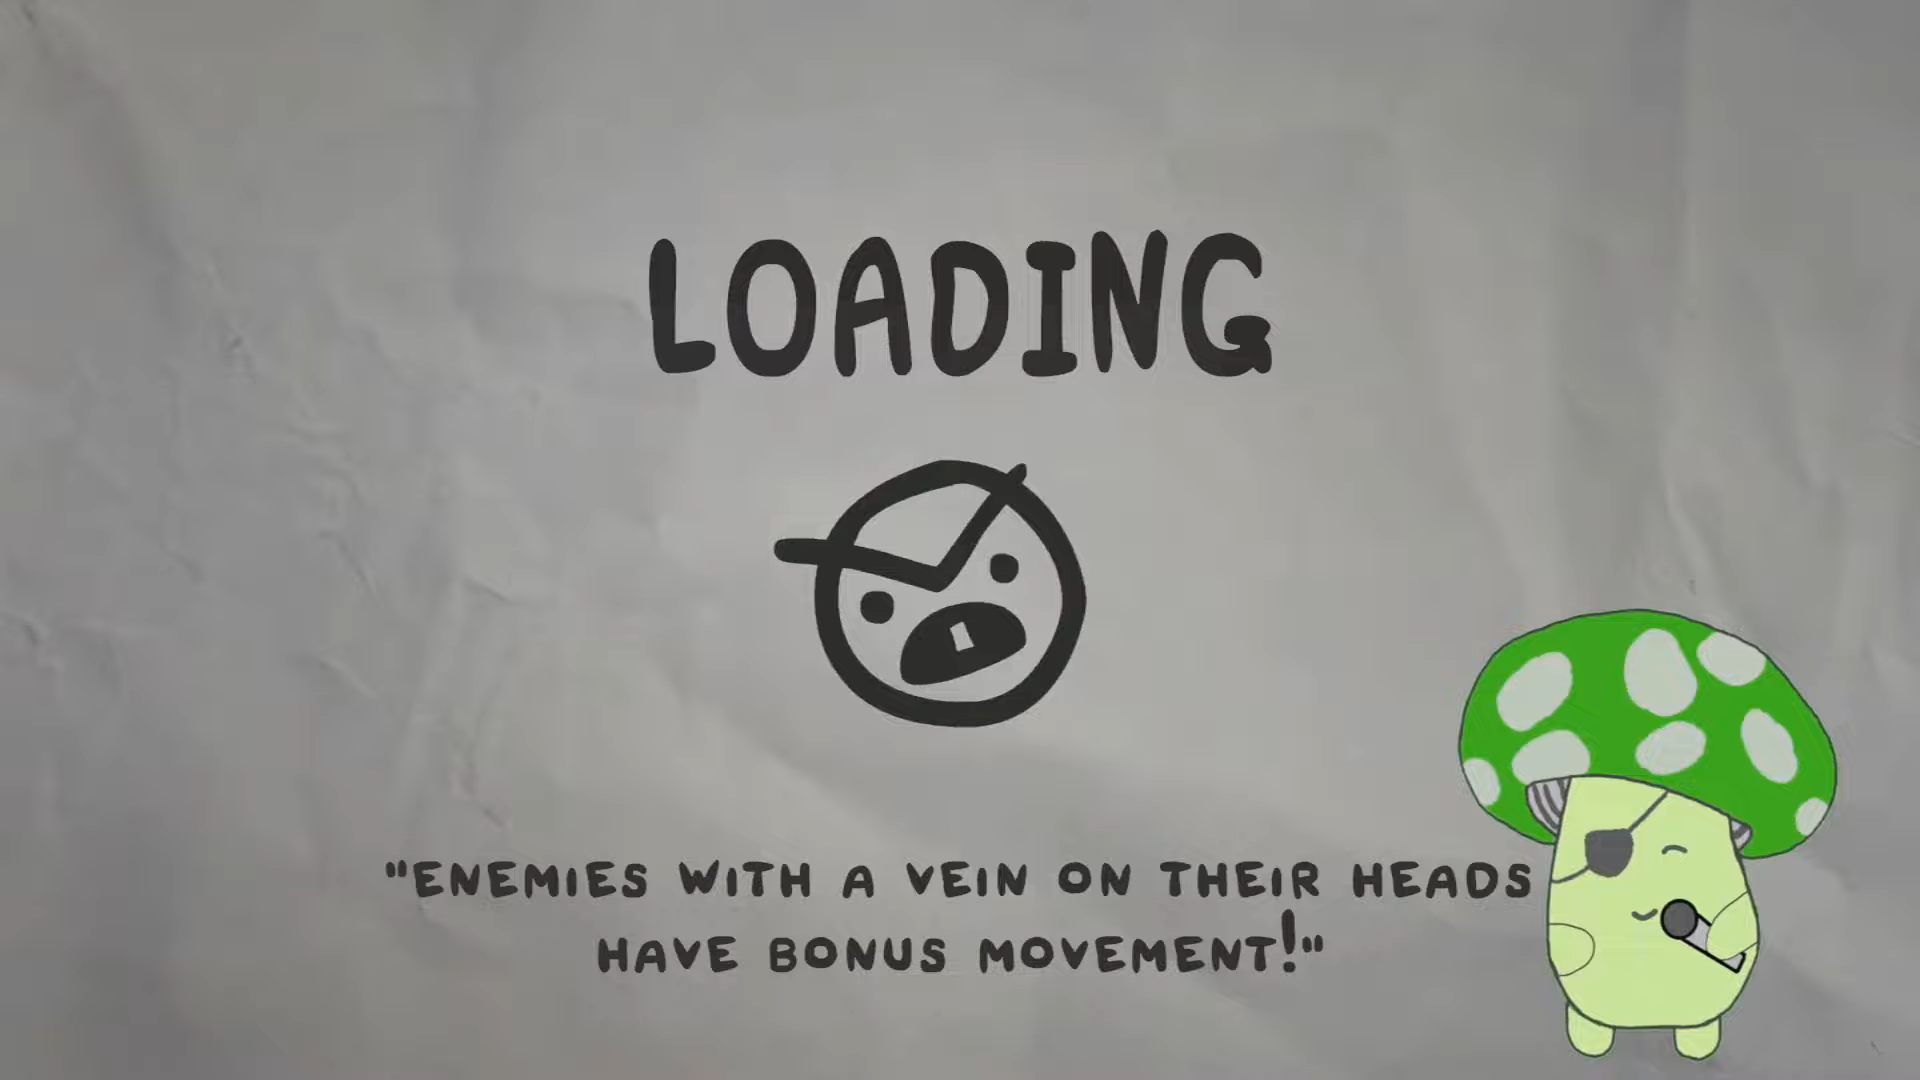 LOADING
"ENEMIES WITH A VEIN ON THEIR HEADS
HAVE BONUS MOVEMENT!"